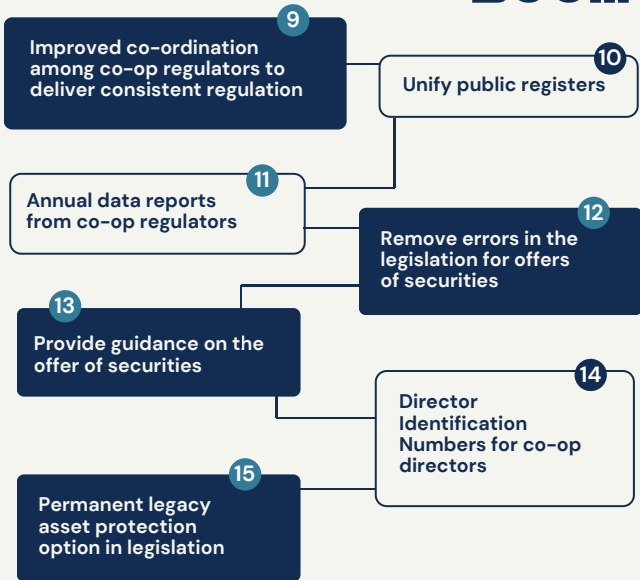 9
Improved co-ordination
among co-op regulators to
deliver consistent regulation
10
Unify public registers
11
Annual data reports
from co-op regulators
12
Remove errors in the
legislation for offers
of securities
13
Provide guidance on the
offer of securities
14
Director
Identification
Numbers for co-op
directors
15
Permanent legacy
asset protection
option in legislation